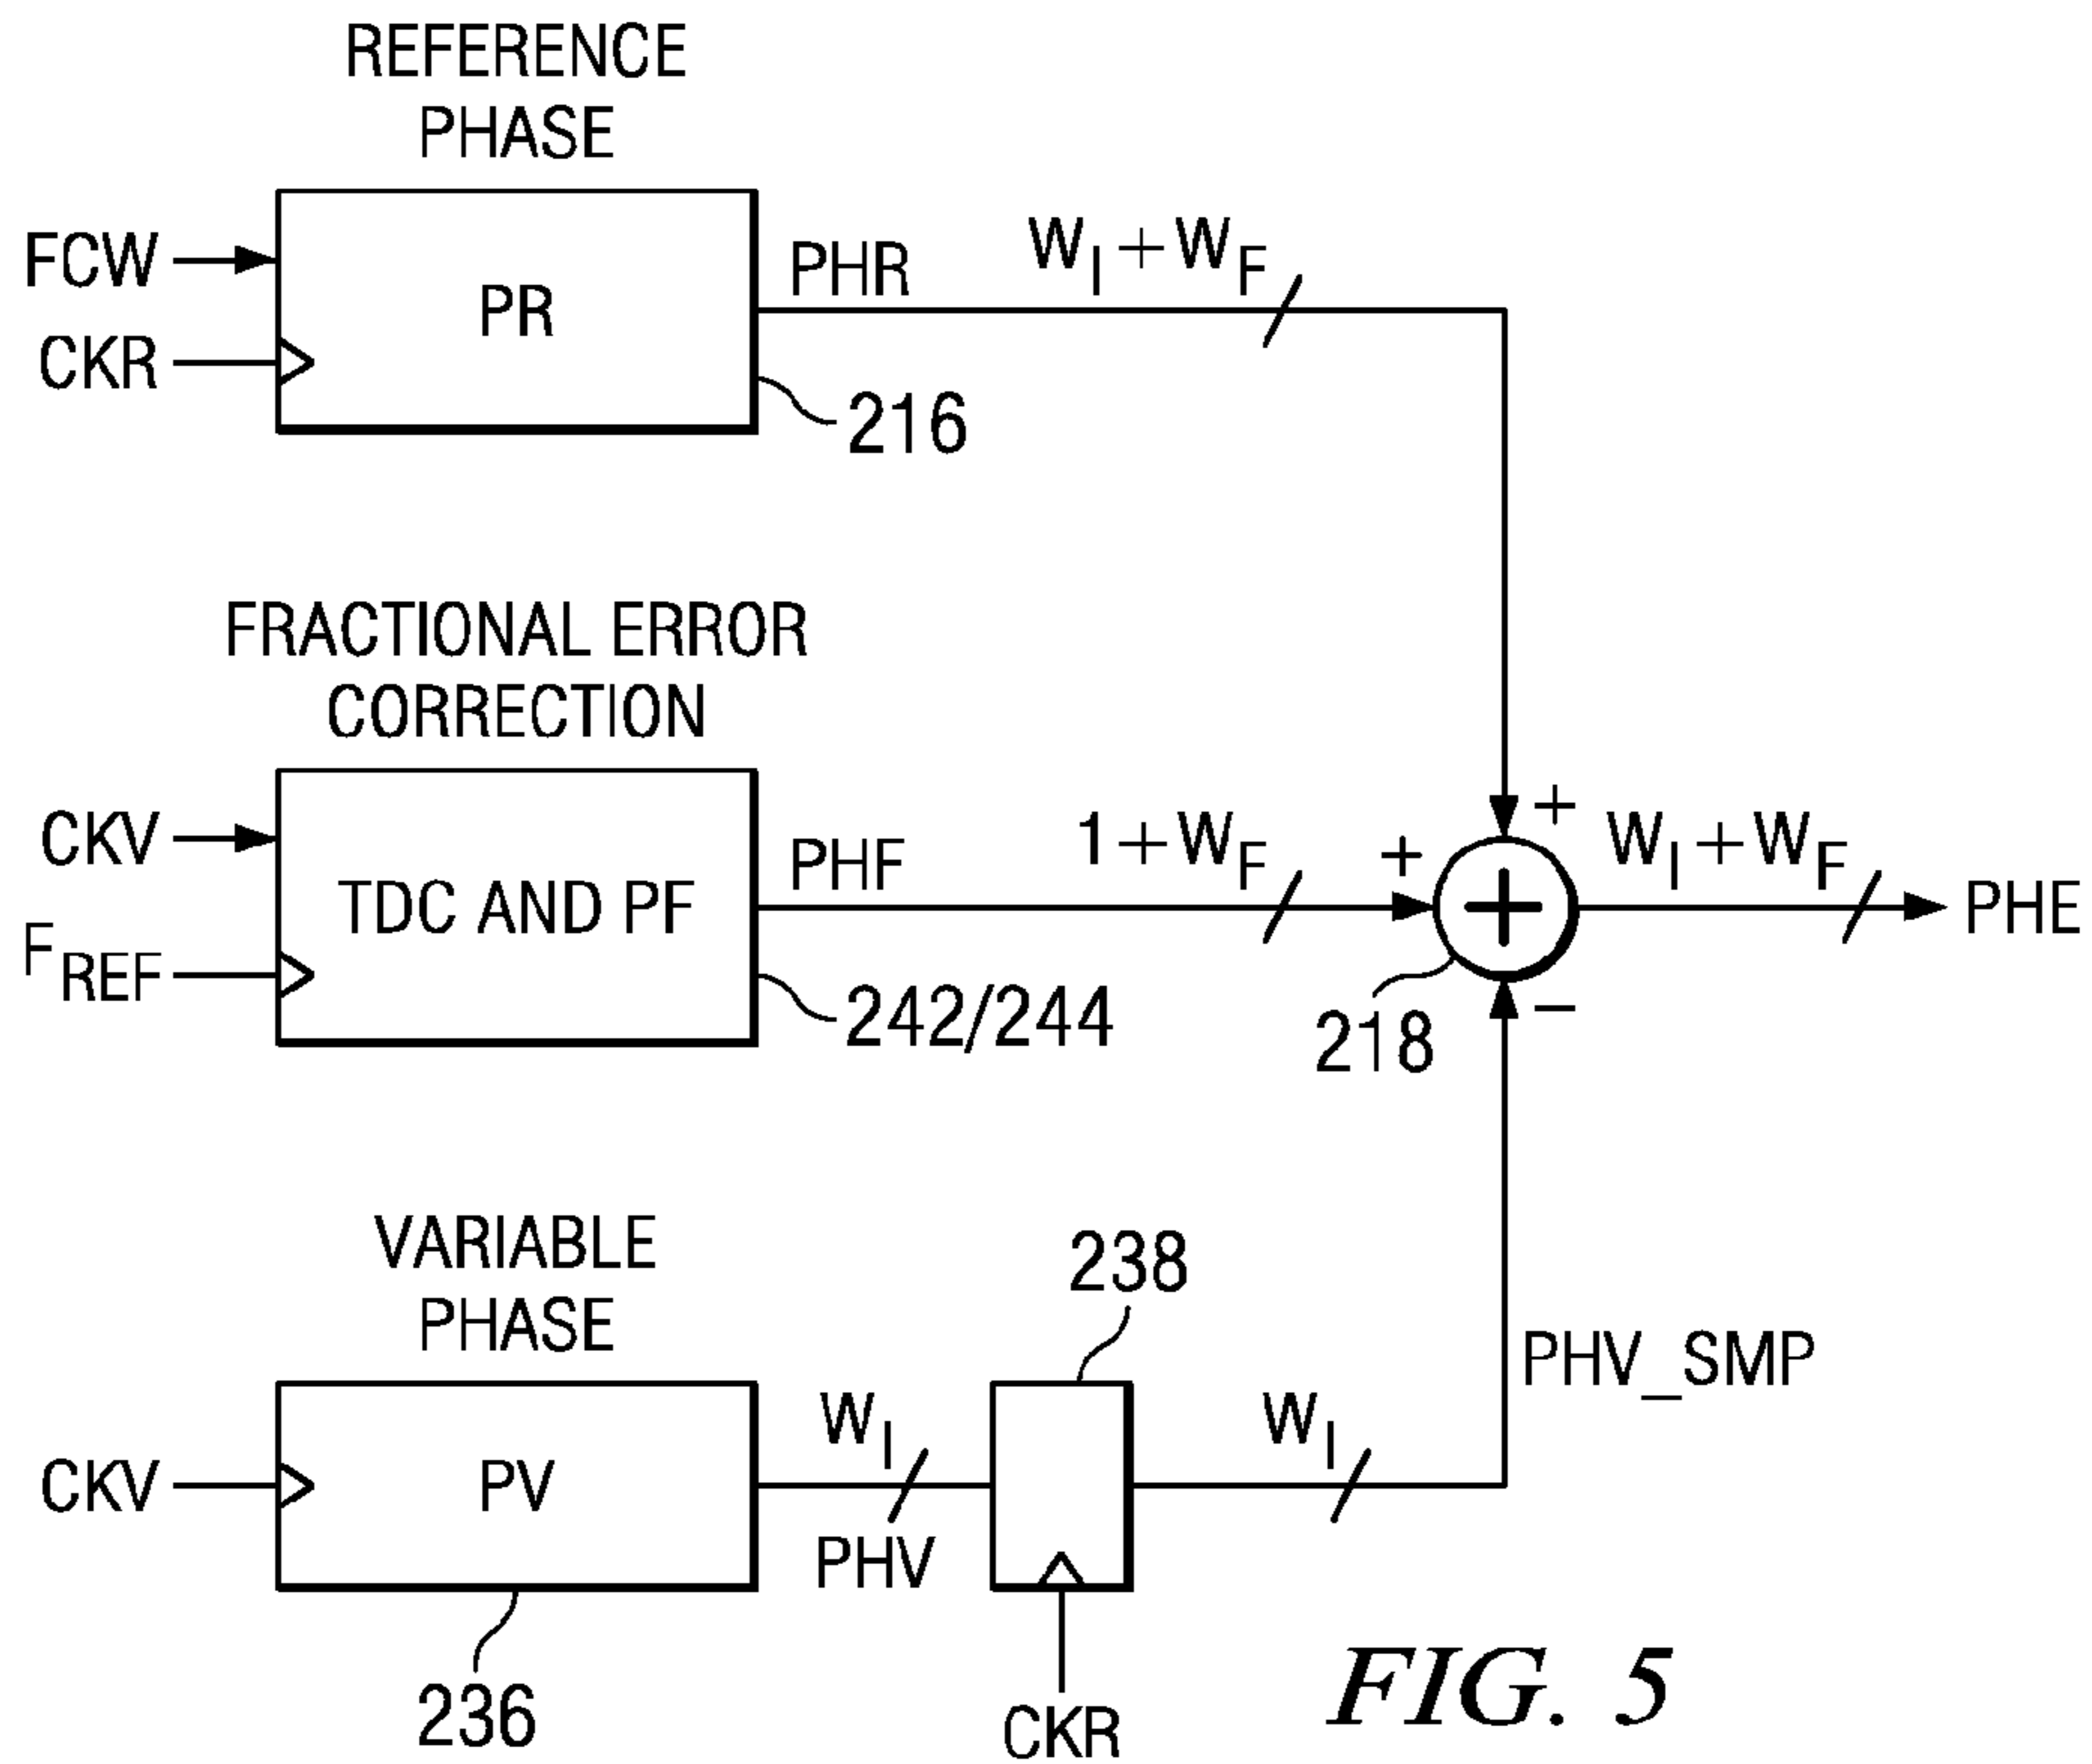 REFERENCE
PHASE
FCW
CKR
PR
PHR
W_I+W_F
216
FRACTIONAL ERROR
CORRECTION
CKV
F_REF
TDC AND PF
PHF
1+W_F
242/244
+
+
+
−
218
W_I+W_F
PHE
VARIABLE
PHASE
CKV
PV
236
W_I
PHV
238
CKR
W_I
PHV_SMP
FIG. 5